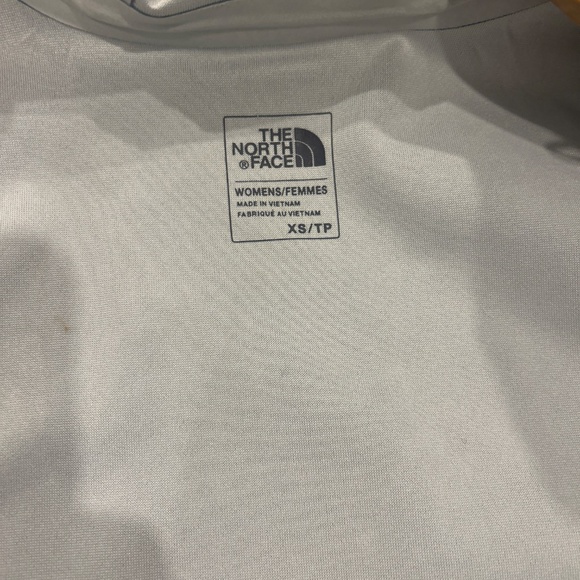 THE
NORTH
®FACE
WOMENS/FEMMES
MADE IN VIETNAM
FABRIQUÉ AU VIETNAM
XS/TP